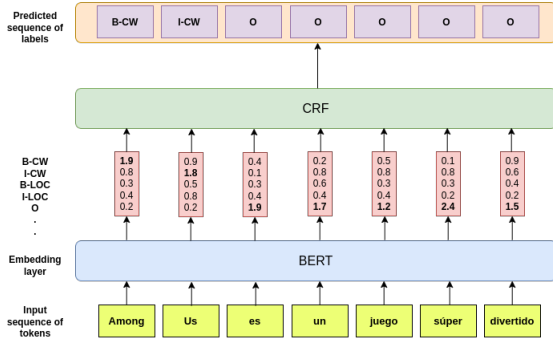 Predicted
sequence of
labels
B-CW I-CW O O O O O
CRF
B-CW 1.9 0.9 0.4 0.2 0.5 0.1 0.9
I-CW 0.8 1.8 0.1 0.8 0.8 0.8 0.6
B-LOC 0.3 0.5 0.3 0.6 0.3 0.3 0.4
I-LOC 0.4 0.8 0.4 0.4 0.4 0.2 0.2
O 0.2 0.2 1.9 1.7 1.2 2.4 1.5
.
.
Embedding
layer
BERT
Input
sequence of
tokens
Among Us es un juego súper divertido